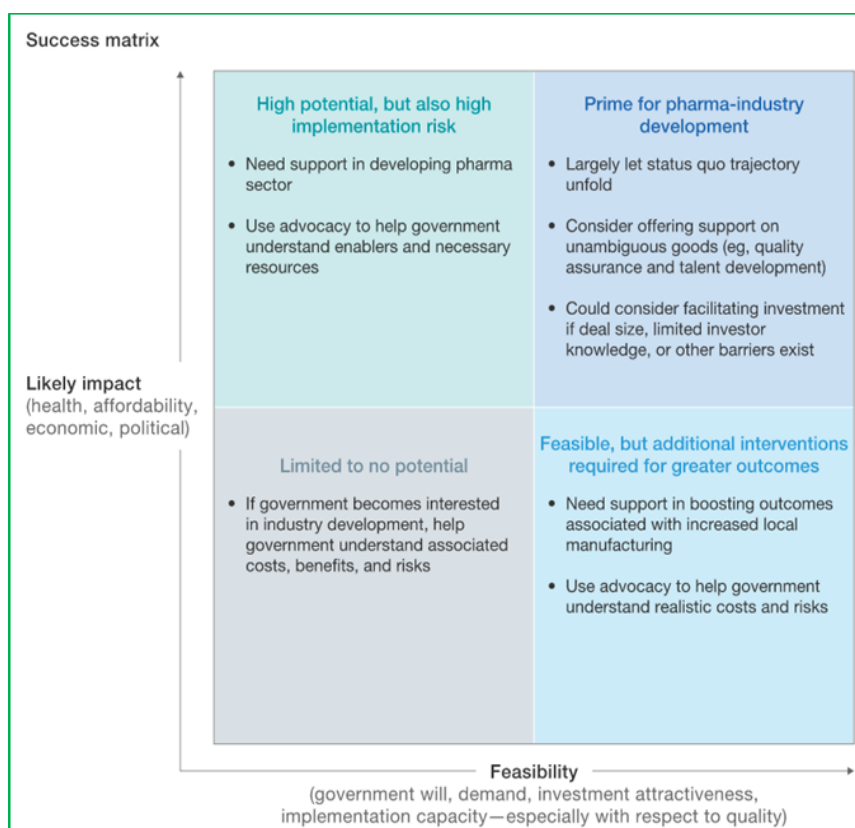 Success matrix
High potential, but also high
implementation risk
• Need support in developing pharma
sector
• Use advocacy to help government
understand enablers and necessary
resources
Prime for pharma-industry
development
• Largely let status quo trajectory
unfold
• Consider offering support on
unambiguous goods (eg, quality
assurance and talent development)
• Could consider facilitating investment
if deal size, limited investor
knowledge, or other barriers exist
Likely impact
(health, affordability,
economic, political)
Limited to no potential
• If government becomes interested
in industry development, help
government understand associated
costs, benefits, and risks
Feasible, but additional interventions
required for greater outcomes
• Need support in boosting outcomes
associated with increased local
manufacturing
• Use advocacy to help government
understand realistic costs and risks
Feasibility
(government will, demand, investment attractiveness,
implementation capacity—especially with respect to quality)